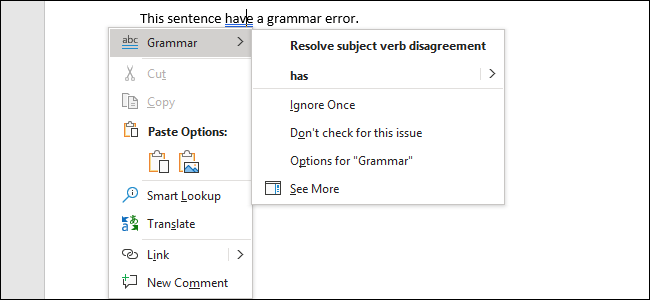 This sentence have a grammar error.
abc Grammar
Cut
Copy
Paste Options:
Smart Lookup
Translate
Link
New Comment
Resolve subject verb disagreement
has
Ignore Once
Don't check for this issue
Options for "Grammar"
See More